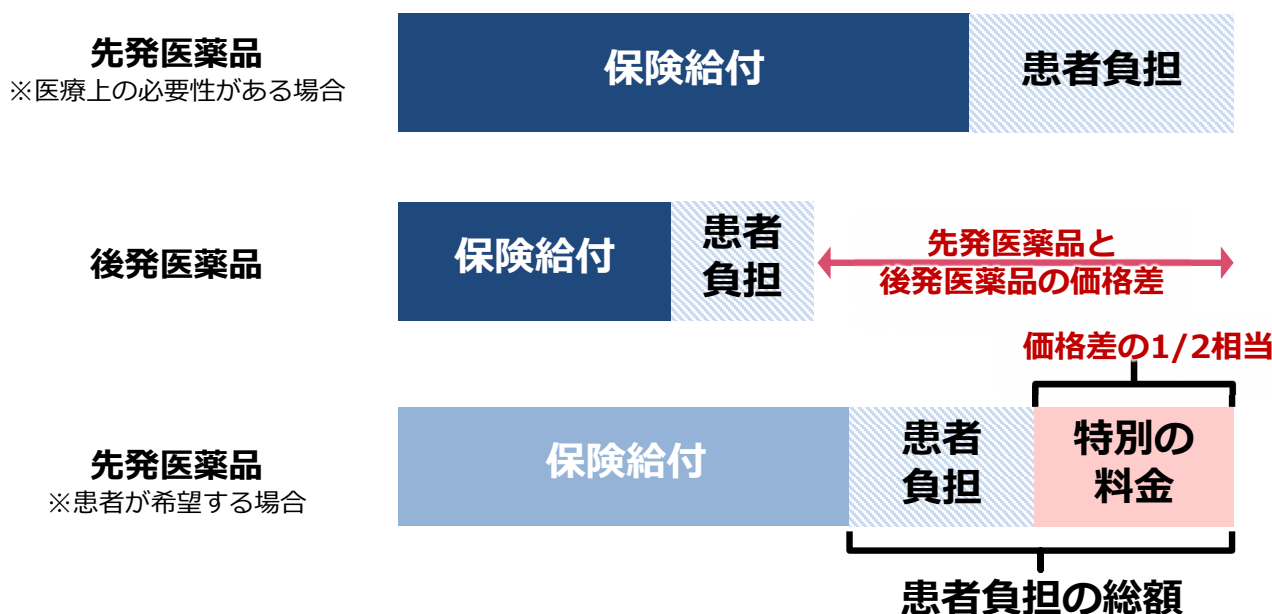 先発医薬品
※医療上の必要性がある場合
保険給付
患者負担
後発医薬品
保険給付
患者
負担
先発医薬品と
後発医薬品の価格差
価格差の1/2相当
先発医薬品
※患者が希望する場合
保険給付
患者
負担
特別の
料金
患者負担の総額